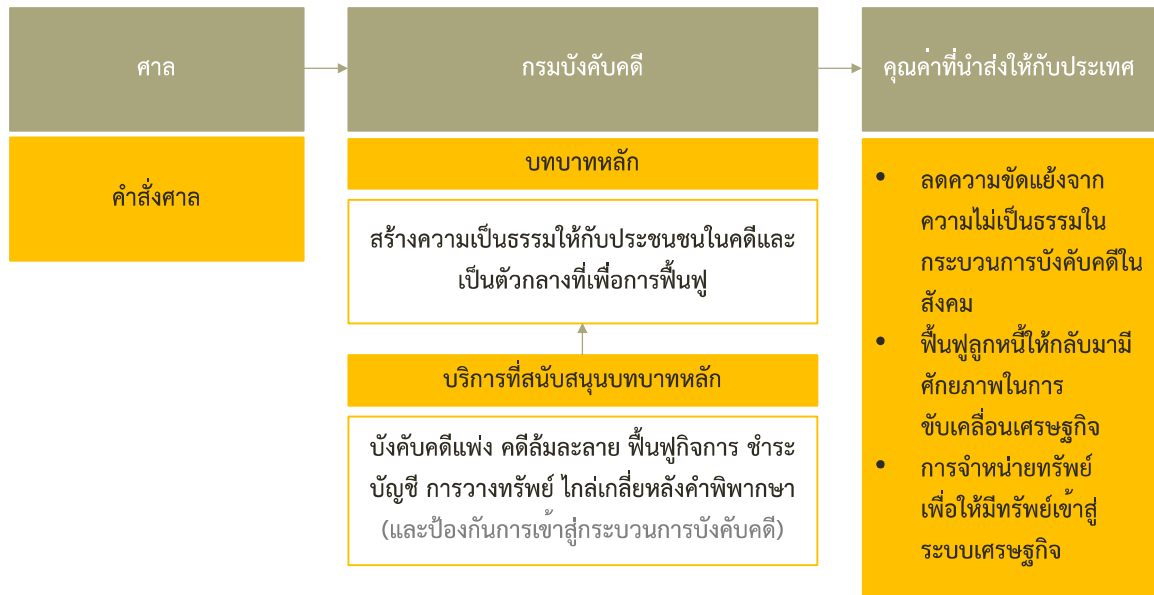 ศาล
กรมบังคับคดี
คุณค่าที่นำส่งให้กับประเทศ
คำสั่งศาล
บทบาทหลัก
สร้างความเป็นธรรมให้กับประชนชนในคดีและ
เป็นตัวกลางที่เพื่อการฟื้นฟู
บริการที่สนับสนุนบทบาทหลัก
บังคับคดีแพ่ง คดีล้มละลาย ฟื้นฟูกิจการ ชำระ
บัญชี การวางทรัพย์ ไกล่เกลี่ยหลังคำพิพากษา
(และป้องกันการเข้าสู่กระบวนการบังคับคดี)
• ลดความขัดแย้งจาก
ความไม่เป็นธรรมใน
กระบวนการบังคับคดีใน
สังคม
• ฟื้นฟูลูกหนี้ให้กลับมามี
ศักยภาพในการ
ขับเคลื่อนเศรษฐกิจ
• การจำหน่ายทรัพย์
เพื่อให้มีทรัพย์เข้าสู่
ระบบเศรษฐกิจ